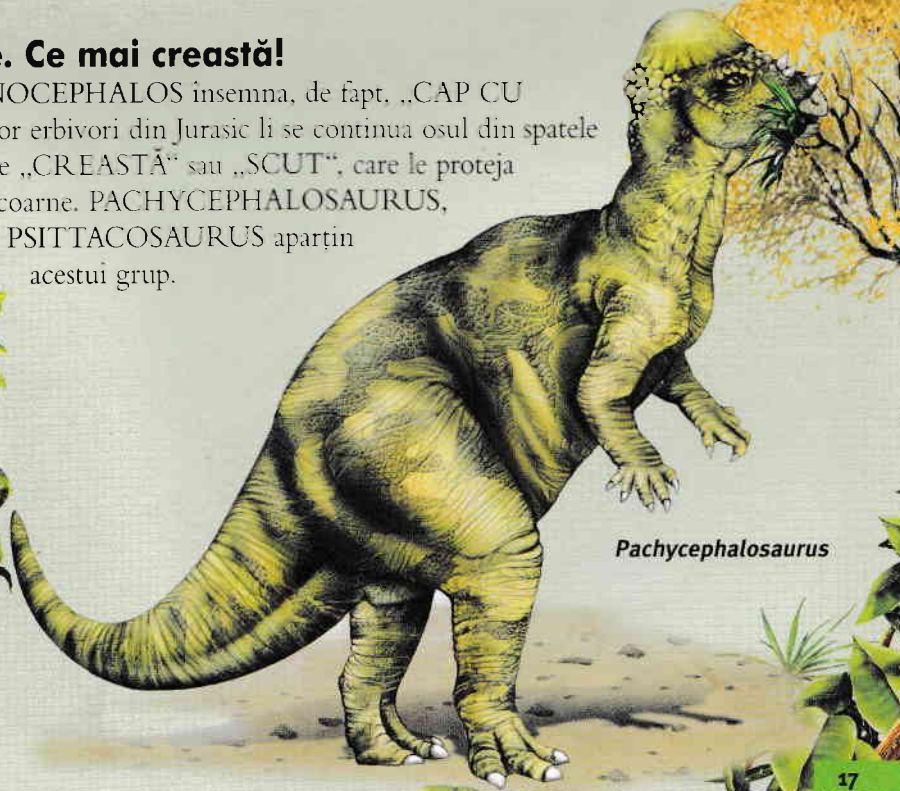 e. Ce mai creastă!
NOCEPHALOS însemna, de fapt, „CAP CU
or erbivori din Jurasic li se continua osul din spatele
e „CREASTĂ“ sau „SCUT“, care le proteja
coarne. PACHYCEPHALOSAURUS,
PSITTACOSAURUS aparțin
acestui grup.
Pachycephalosaurus
17